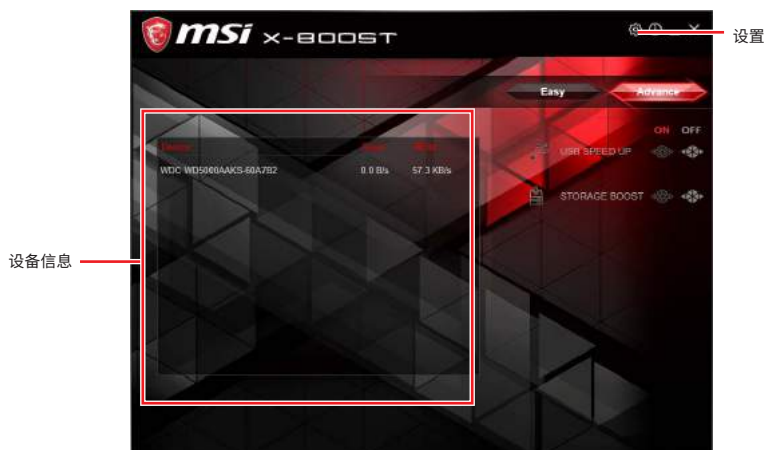 msi X-BOOST
设置
Easy
Advance
ON OFF
Device
WDC WD5000AAKS-60A7B2 0.0 B/s 57.3 KB/s
USB SPEED UP
STORAGE BOOST
设备信息